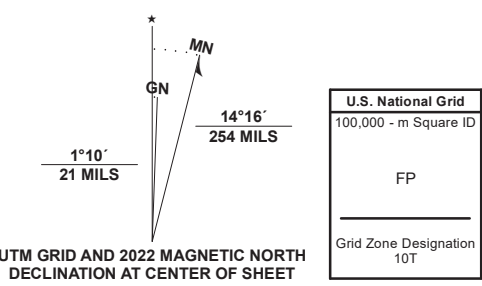 MN
GN
14°16´
254 MILS
1°10´
21 MILS
UTM GRID AND 2022 MAGNETIC NORTH
DECLINATION AT CENTER OF SHEET
U.S. National Grid
100,000 - m Square ID
FP
Grid Zone Designation
10T